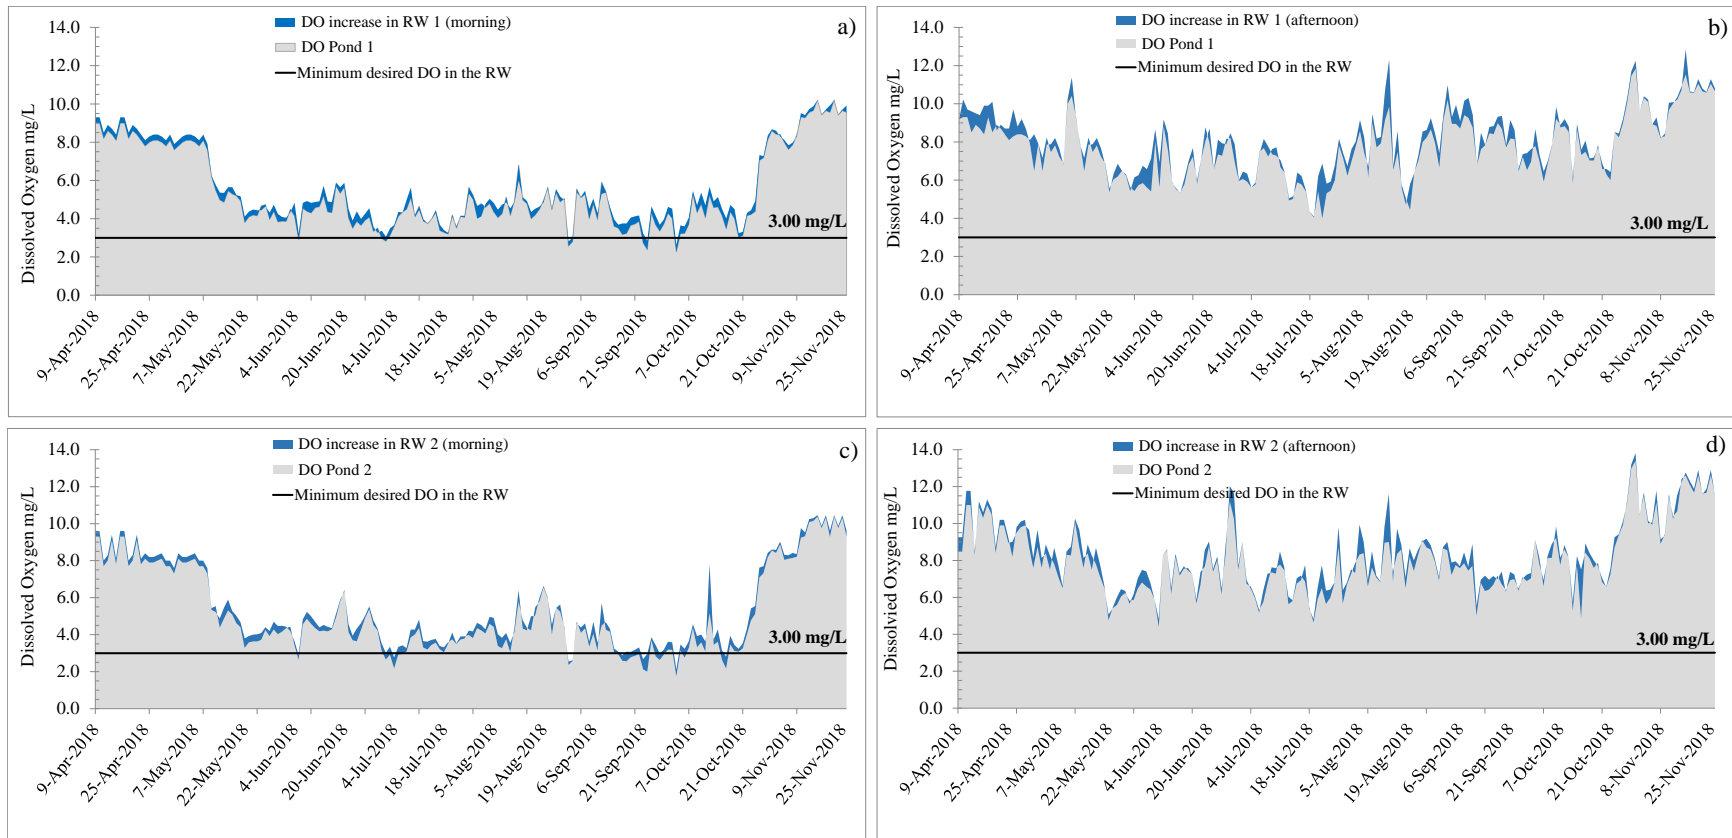 DO increase in RW 1 (morning)
DO Pond 1
Minimum desired DO in the RW
a)
Dissolved Oxygen mg/L
14.0
12.0
10.0
8.0
6.0
4.0
2.0
0.0
3.00 mg/L
9-Apr-2018
25-Apr-2018
7-May-2018
22-May-2018
4-Jun-2018
20-Jun-2018
4-Jul-2018
18-Jul-2018
5-Aug-2018
19-Aug-2018
6-Sep-2018
21-Sep-2018
7-Oct-2018
21-Oct-2018
9-Nov-2018
25-Nov-2018
DO increase in RW 1 (afternoon)
DO Pond 1
Minimum desired DO in the RW
b)
Dissolved Oxygen mg/L
14.0
12.0
10.0
8.0
6.0
4.0
2.0
0.0
3.00 mg/L
9-Apr-2018
25-Apr-2018
7-May-2018
22-May-2018
4-Jun-2018
20-Jun-2018
4-Jul-2018
18-Jul-2018
5-Aug-2018
19-Aug-2018
6-Sep-2018
21-Sep-2018
7-Oct-2018
21-Oct-2018
8-Nov-2018
25-Nov-2018
DO increase in RW 2 (morning)
DO Pond 2
Minimum desired DO in the RW
c)
Dissolved Oxygen mg/L
14.0
12.0
10.0
8.0
6.0
4.0
2.0
0.0
3.00 mg/L
9-Apr-2018
25-Apr-2018
7-May-2018
22-May-2018
4-Jun-2018
20-Jun-2018
4-Jul-2018
18-Jul-2018
5-Aug-2018
19-Aug-2018
6-Sep-2018
21-Sep-2018
7-Oct-2018
21-Oct-2018
9-Nov-2018
25-Nov-2018
DO increase in RW 2 (afternoon)
DO Pond 2
Minimum desired DO in the RW
d)
Dissolvied Oxygen mg/L
14.0
12.0
10.0
8.0
6.0
4.0
2.0
0.0
3.00 mg/L
9-Apr-2018
25-Apr-2018
7-May-2018
22-May-2018
4-Jun-2018
20-Jun-2018
4-Jul-2018
18-Jul-2018
5-Aug-2018
19-Aug-2018
6-Sep-2018
21-Sep-2018
7-Oct-2018
21-Oct-2018
8-Nov-2018
25-Nov-2018